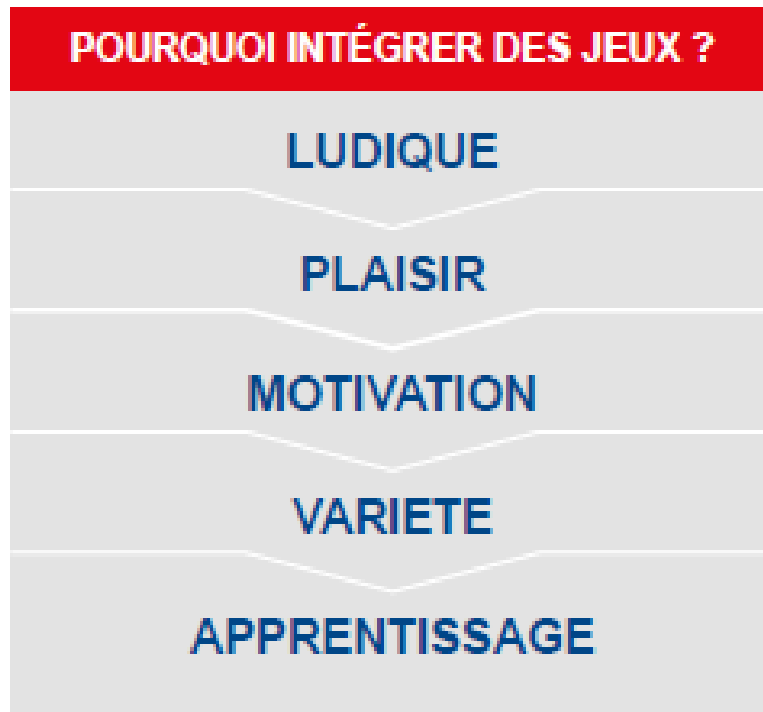 POURQUOI INTÉGRER DES JEUX ?
LUDIQUE
PLAISIR
MOTIVATION
VARIETE
APPRENTISSAGE